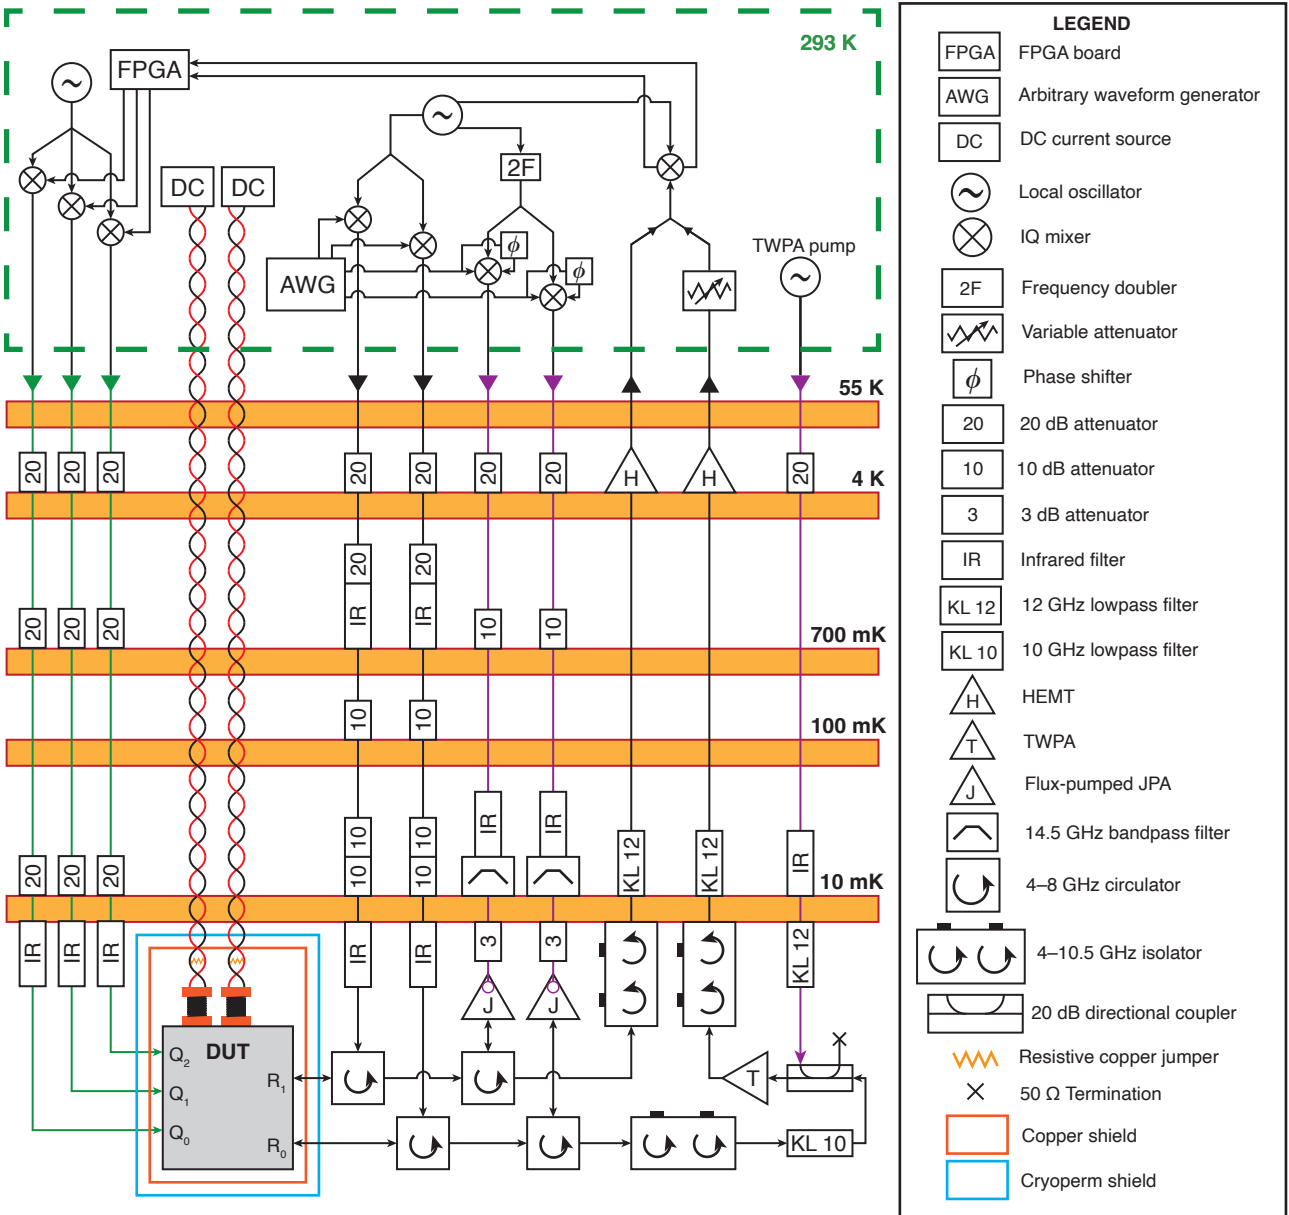 293 K
FPGA
DC
DC
2F
ϕ
ϕ
AWG
TWPA pump
55 K
20
20
20
20
20
20
20
H
H
20
4 K
20
20
IR
IR
20
20
20
10
10
700 mK
10
10
100 mK
IR
IR
10
10
20
20
20
10
10
KL 12
KL 12
IR
10 mK
IR
IR
IR
IR
IR
3
3
KL 12
J
J
DUT
Q2
R1
T
Q1
Q0
R0
KL 10
LEGEND
FPGA FPGA board
AWG Arbitrary waveform generator
DC DC current source
Local oscillator
IQ mixer
2F Frequency doubler
Variable attenuator
ϕ Phase shifter
20 20 dB attenuator
10 10 dB attenuator
3 3 dB attenuator
IR Infrared filter
KL 12 12 GHz lowpass filter
KL 10 10 GHz lowpass filter
H HEMT
T TWPA
J Flux-pumped JPA
14.5 GHz bandpass filter
4–8 GHz circulator
4–10.5 GHz isolator
20 dB directional coupler
Resistive copper jumper
50 Ω Termination
Copper shield
Cryoperm shield